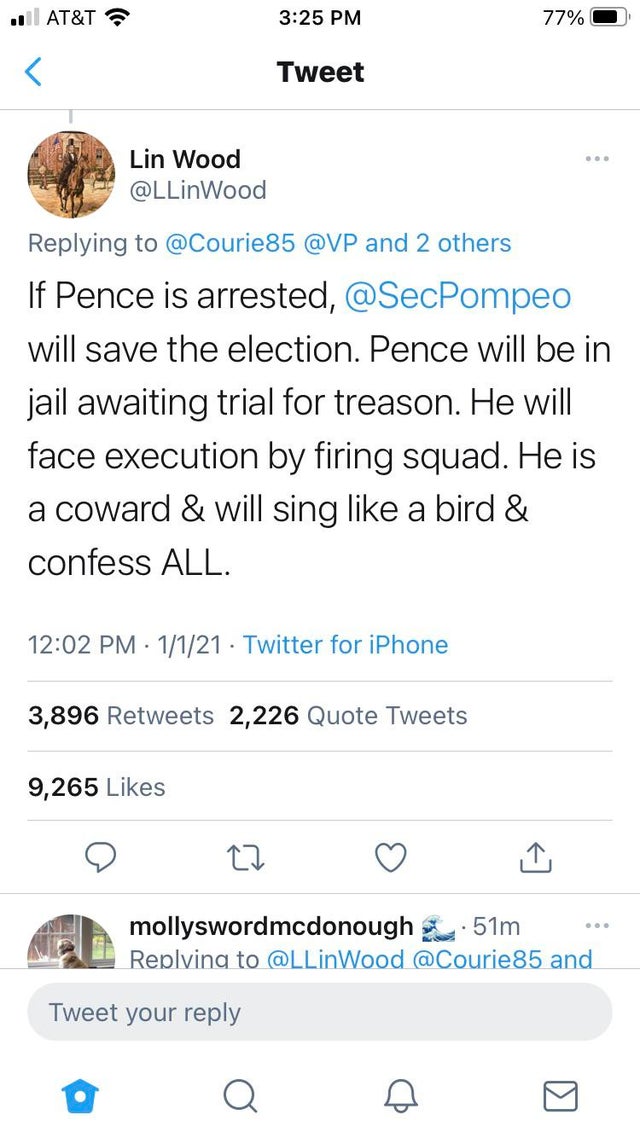 AT&T 3:25 PM 77%
Tweet
Lin Wood
@LLinWood
Replying to @Courie85 @VP and 2 others
If Pence is arrested, @SecPompeo
will save the election. Pence will be in
jail awaiting trial for treason. He will
face execution by firing squad. He is
a coward & will sing like a bird &
confess ALL.
12:02 PM · 1/1/21 · Twitter for iPhone
3,896 Retweets 2,226 Quote Tweets
9,265 Likes
mollyswordmcdonough 🌊 · 51m
Replying to @LLinWood @Courie85 and
Tweet your reply